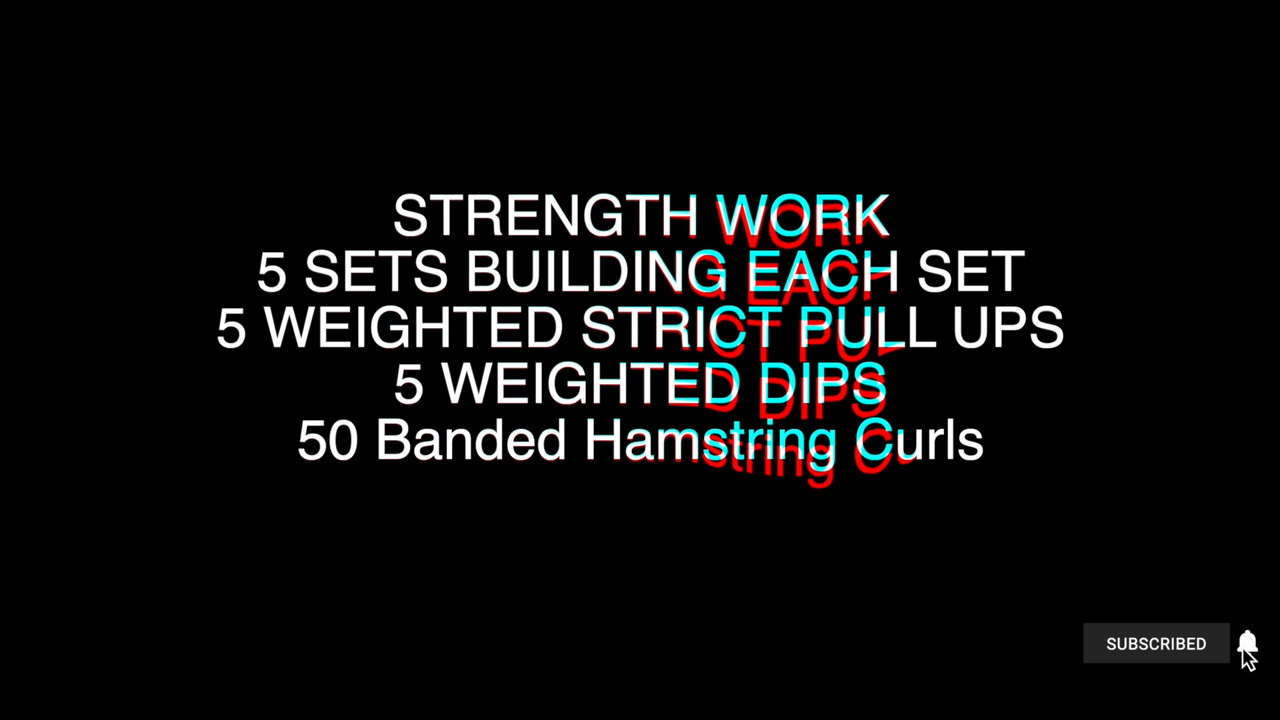 STRENGTH WORK
5 SETS BUILDING EACH SET
5 WEIGHTED STRICT PULL UPS
5 WEIGHTED DIPS
50 Banded Hamstring Curls
SUBSCRIBED